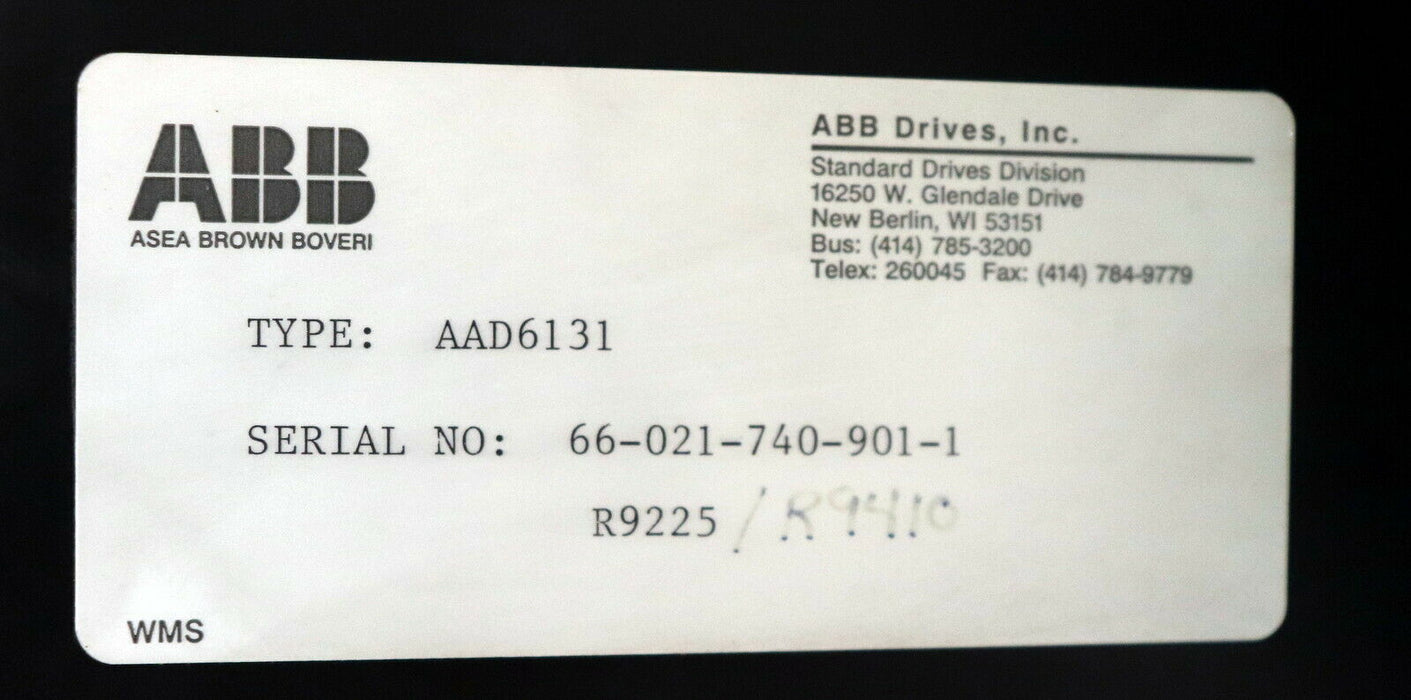 ABB
ASEA BROWN BOVERI
ABB Drives, Inc.
Standard Drives Division
16250 W. Glendale Drive
New Berlin, WI 53151
Bus: (414) 785-3200
Telex: 260045 Fax: (414) 784-9779
TYPE: AAD6131
SERIAL NO: 66-021-740-901-1
R9225 / R9410
WMS